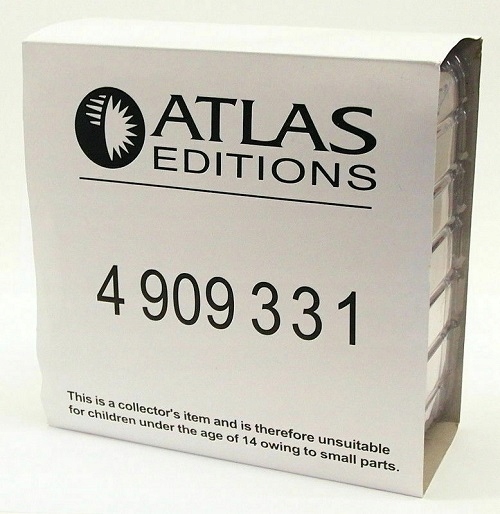 ATLAS
EDITIONS
4 909 331
This is a collector's item and is therefore unsuitable
for children under the age of 14 owing to small parts.